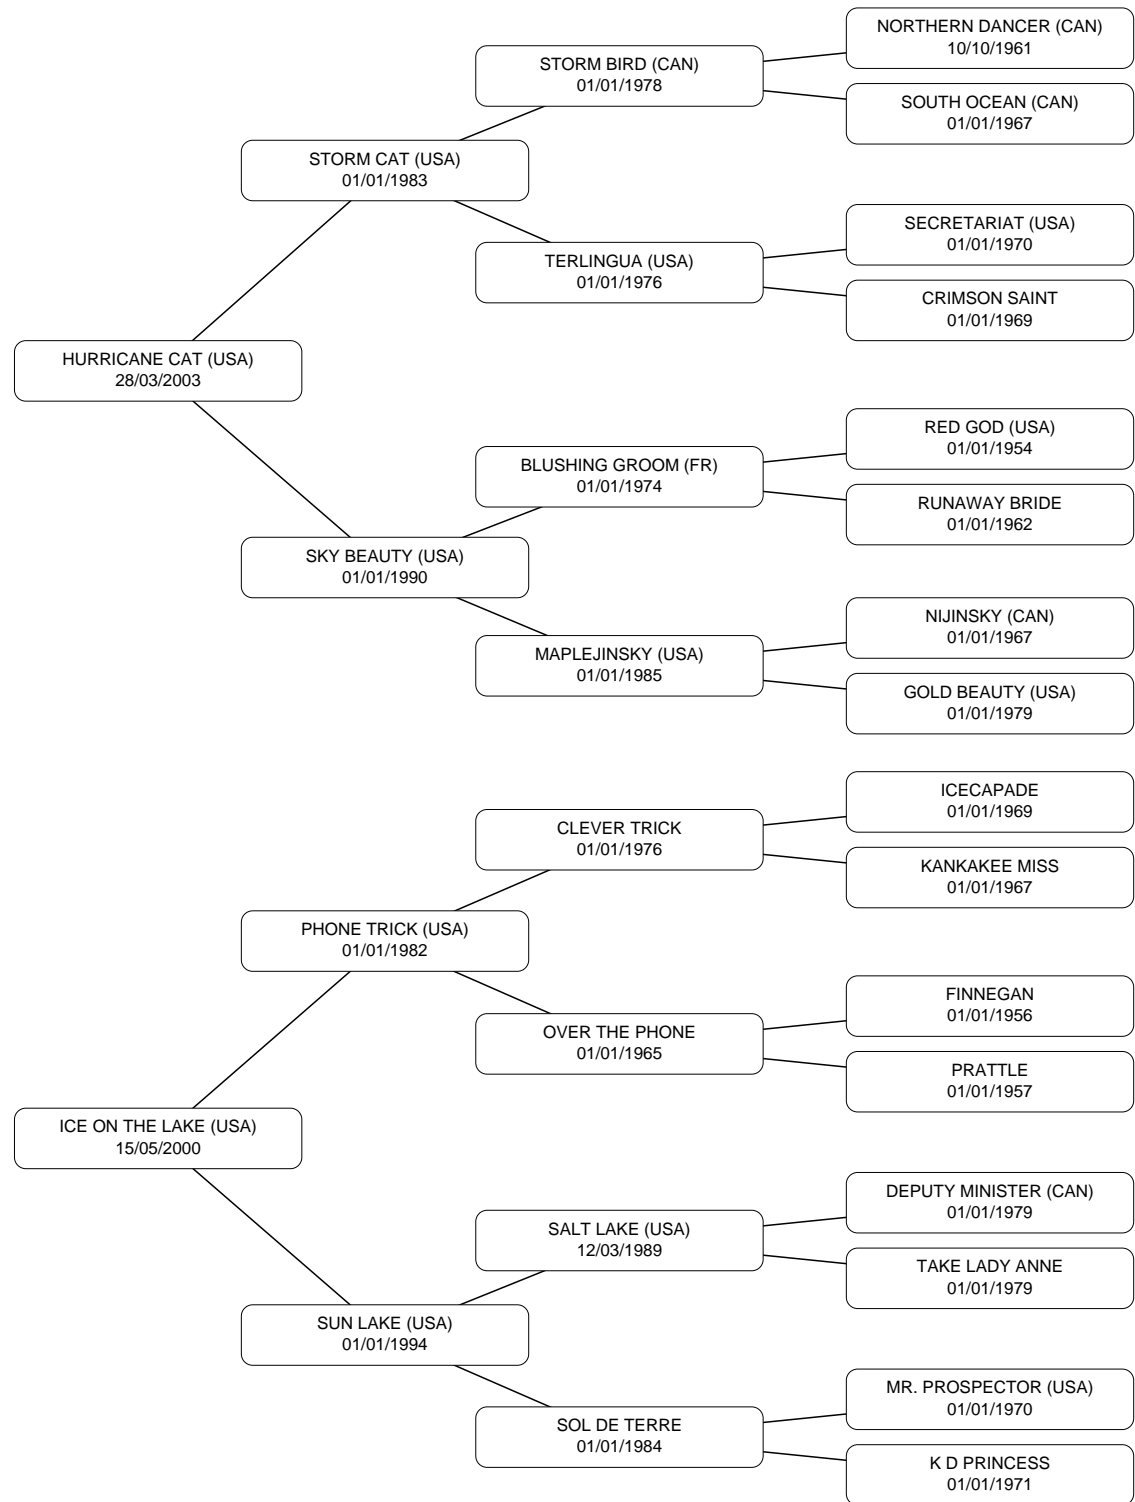 NORTHERN DANCER (CAN)
10/10/1961
STORM BIRD (CAN)
01/01/1978
SOUTH OCEAN (CAN)
01/01/1967
STORM CAT (USA)
01/01/1983
SECRETARIAT (USA)
01/01/1970
TERLINGUA (USA)
01/01/1976
CRIMSON SAINT
01/01/1969
HURRICANE CAT (USA)
28/03/2003
RED GOD (USA)
01/01/1954
BLUSHING GROOM (FR)
01/01/1974
RUNAWAY BRIDE
01/01/1962
SKY BEAUTY (USA)
01/01/1990
NIJINSKY (CAN)
01/01/1967
MAPLEJINSKY (USA)
01/01/1985
GOLD BEAUTY (USA)
01/01/1979
ICECAPADE
01/01/1969
CLEVER TRICK
01/01/1976
KANKAKEE MISS
01/01/1967
PHONE TRICK (USA)
01/01/1982
FINNEGAN
01/01/1956
OVER THE PHONE
01/01/1965
PRATTLE
01/01/1957
ICE ON THE LAKE (USA)
15/05/2000
DEPUTY MINISTER (CAN)
01/01/1979
SALT LAKE (USA)
12/03/1989
TAKE LADY ANNE
01/01/1979
SUN LAKE (USA)
01/01/1994
MR. PROSPECTOR (USA)
01/01/1970
SOL DE TERRE
01/01/1984
K D PRINCESS
01/01/1971